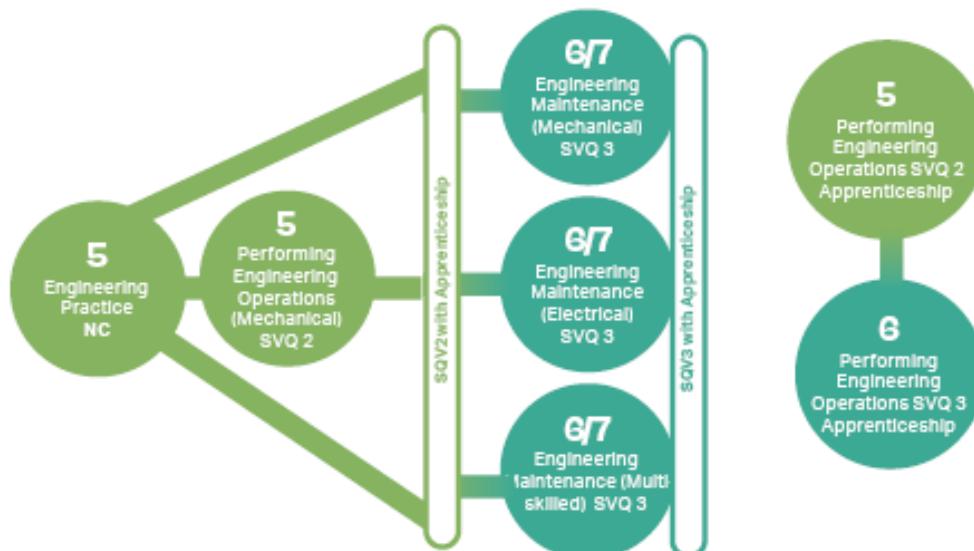 5
Engineering
Practice
NC
5
Performing
Engineering
Operations
(Mechanical)
SVQ 2
SQV2 with Apprenticeship
6/7
Engineering
Maintenance
(Mechanical)
SVQ 3
6/7
Engineering
Maintenance
(Electrical)
SVQ 3
6/7
Engineering
Maintenance (Multi-
skilled) SVQ 3
SQV3 with Apprenticeship
5
Performing
Engineering
Operations SVQ 2
Apprenticeship
6
Performing
Engineering
Operations SVQ 3
Apprenticeship